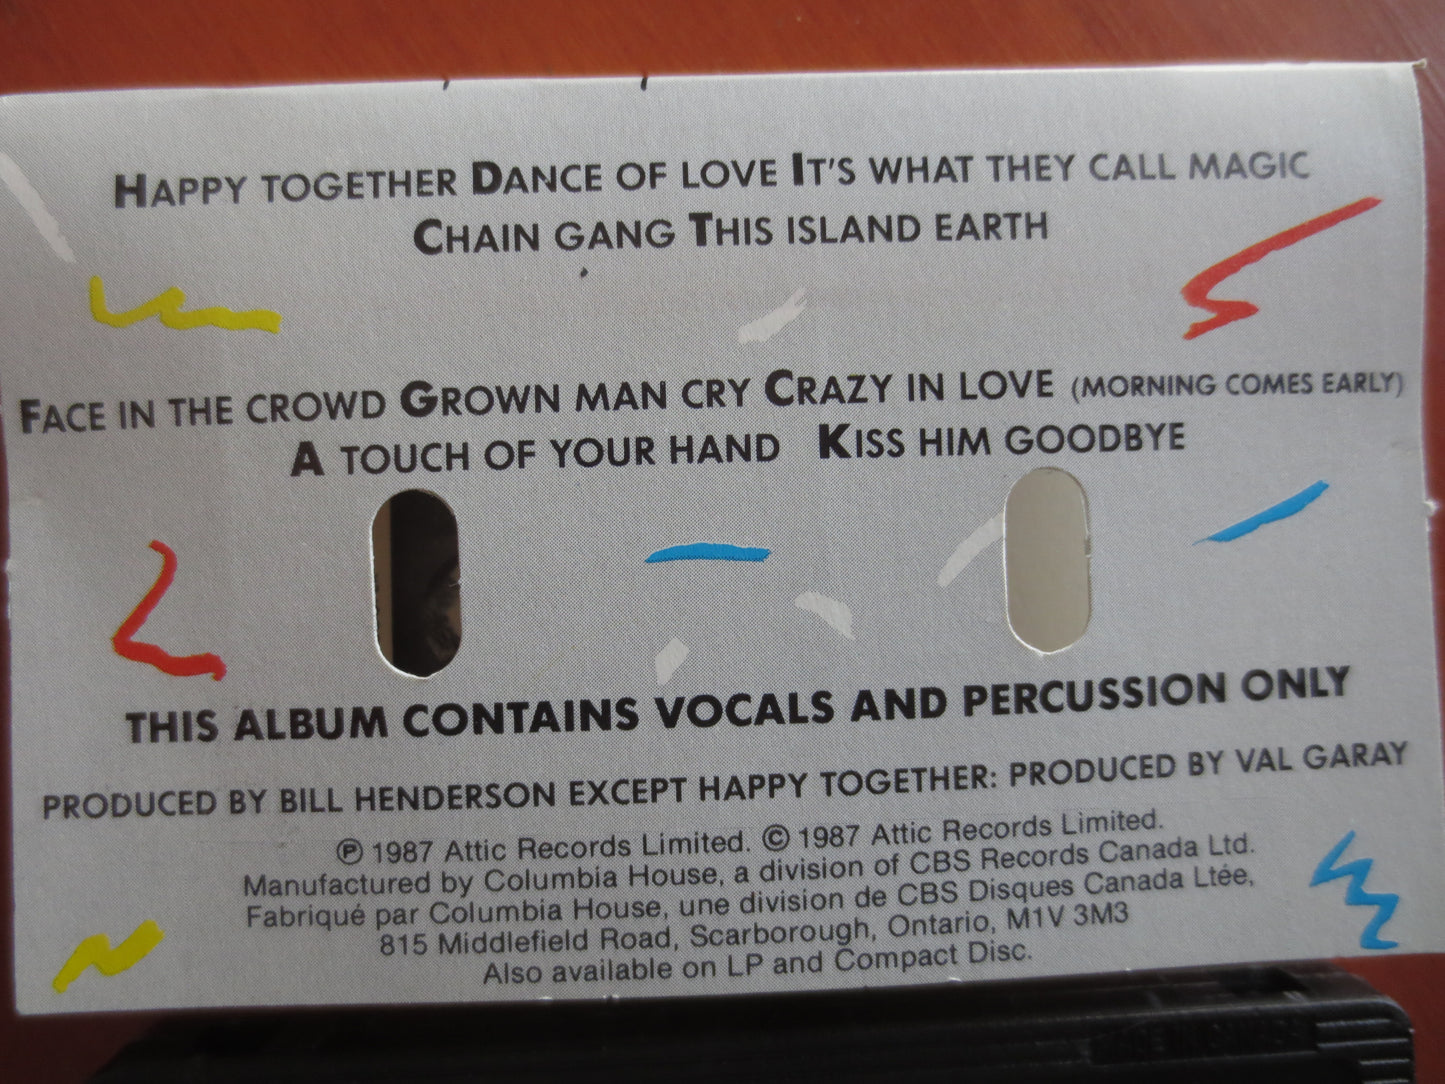 HAPPY TOGETHER DANCE OF LOVE IT'S WHAT THEY CALL MAGIC
CHAIN GANG THIS ISLAND EARTH
FACE IN THE CROWD GROWN MAN CRY CRAZY IN LOVE (MORNING COMES EARLY)
A TOUCH OF YOUR HAND KISS HIM GOODBYE
THIS ALBUM CONTAINS VOCALS AND PERCUSSION ONLY
PRODUCED BY BILL HENDERSON EXCEPT HAPPY TOGETHER: PRODUCED BY VAL GARAY
℗ 1987 Attic Records Limited. © 1987 Attic Records Limited.
Manufactured by Columbia House, a division of CBS Records Canada Ltd.
Fabriqué par Columbia House, une division de CBS Disques Canada Ltée,
815 Middlefield Road, Scarborough, Ontario, M1V 3M3
Also available on LP and Compact Disc.